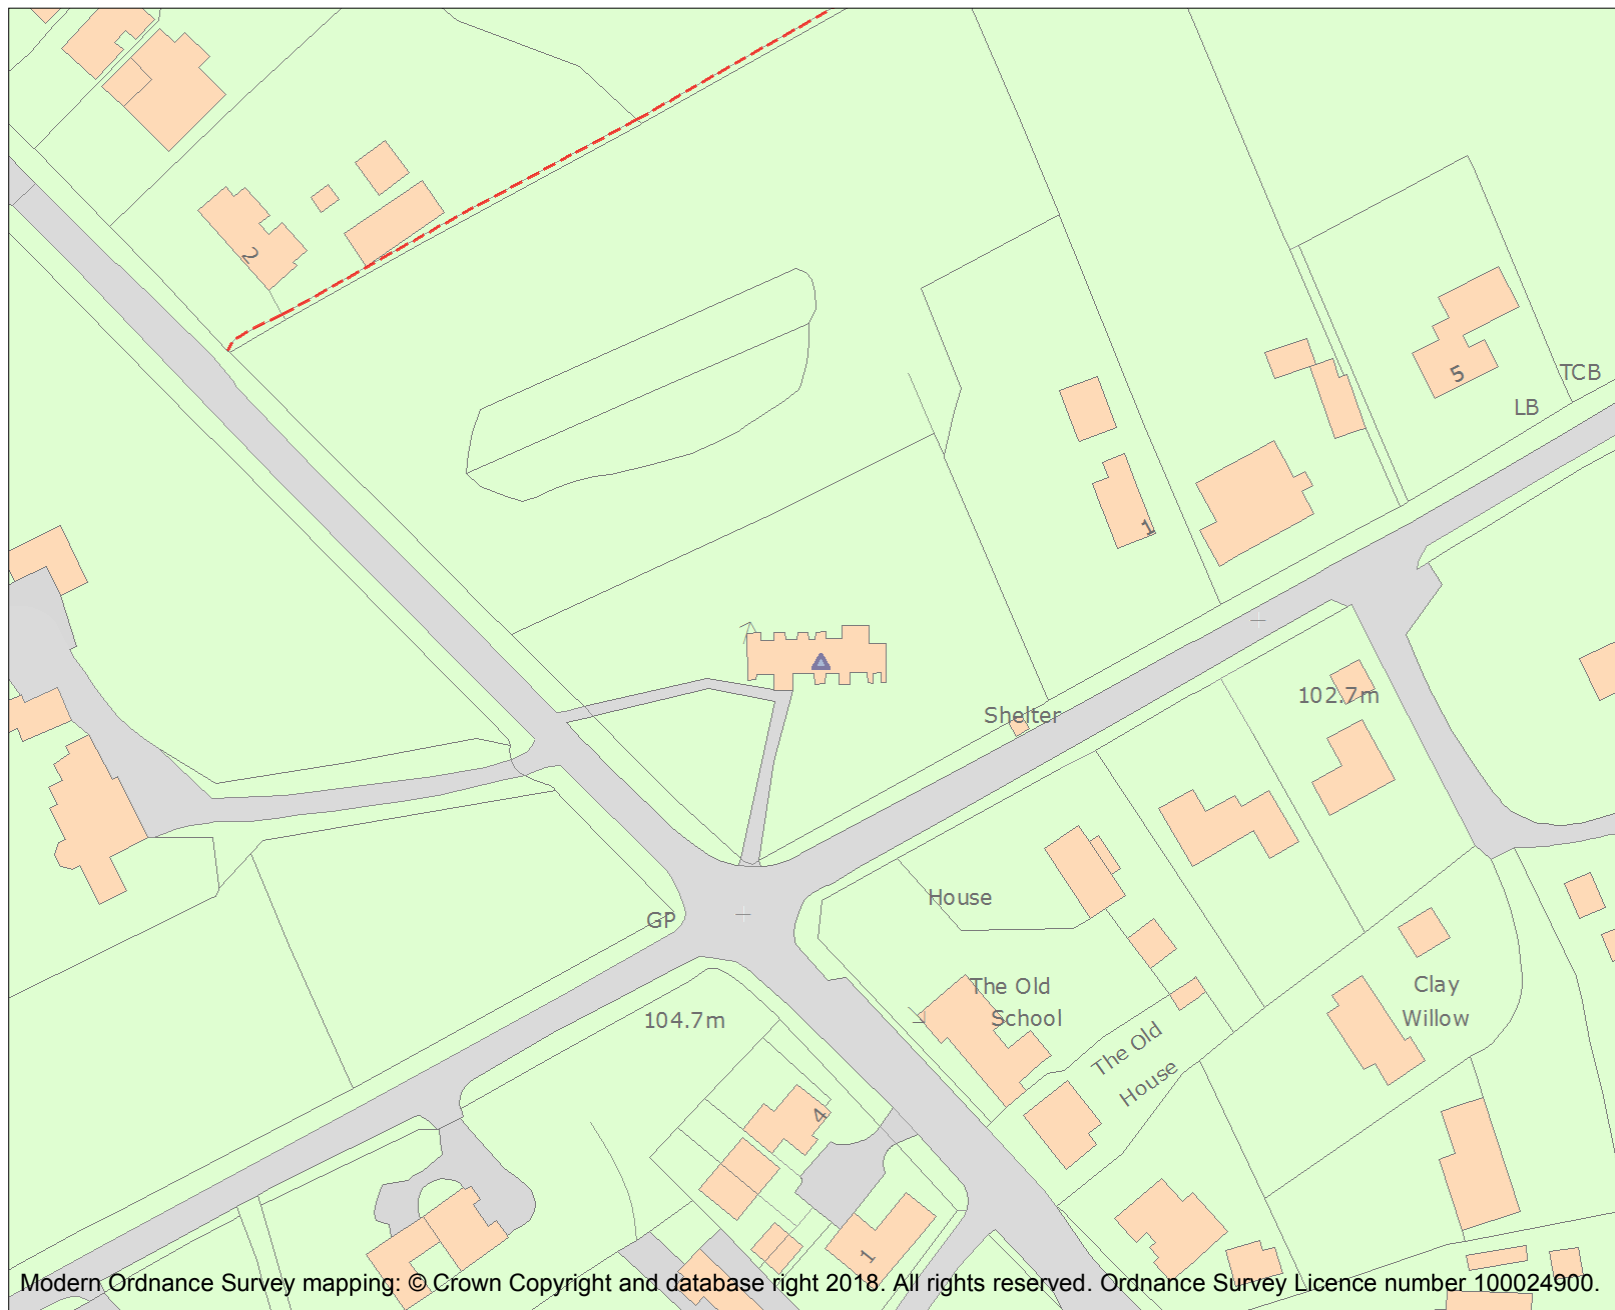 2
TCB
5
LB
1
Shelter
102.7m
House
GP
The Old
School
Clay
Willow
104.7m
The Old
House
4
1
Modern Ordnance Survey mapping: © Crown Copyright and database right 2018. All rights reserved. Ordnance Survey Licence number 100024900.